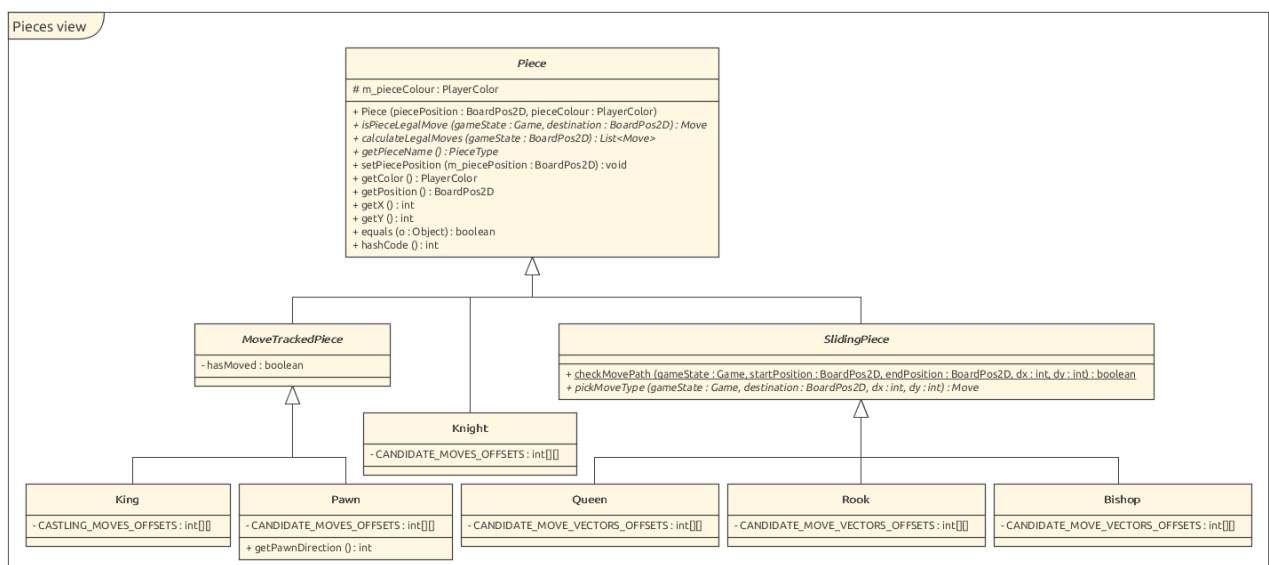 Pieces view
Piece
# m_pieceColour : PlayerColor
+ Piece (piecePosition : BoardPos2D, pieceColour : PlayerColor)
+ isPieceLegalMove (gameState : Game, destination : BoardPos2D) : Move
+ calculateLegalMoves (gameState : BoardPos2D) : List<Move>
+ getPieceName () : PieceType
+ setPiecePosition (m_piecePosition : BoardPos2D) : void
+ getColor () : PlayerColor
+ getPosition () : BoardPos2D
+ getX () : int
+ getY () : int
+ equals (o : Object) : boolean
+ hashCode () : int
MoveTrackedPiece
- hasMoved : boolean
SlidingPiece
+ checkMovePath (gameState : Game, startPosition : BoardPos2D, endPosition : BoardPos2D, dx : int, dy : int) : boolean
+ pickMoveType (gameState : Game, destination : BoardPos2D, dx : int, dy : int) : Move
Knight
- CANDIDATE_MOVES_OFFSETS : int[][]
King
- CASTLING_MOVES_OFFSETS : int[][]
Pawn
- CANDIDATE_MOVES_OFFSETS : int[][]
+ getPawnDirection () : int
Queen
- CANDIDATE_MOVE_VECTORS_OFFSETS : int[][]
Rook
- CANDIDATE_MOVE_VECTORS_OFFSETS : int[][]
Bishop
- CANDIDATE_MOVE_VECTORS_OFFSETS : int[][]